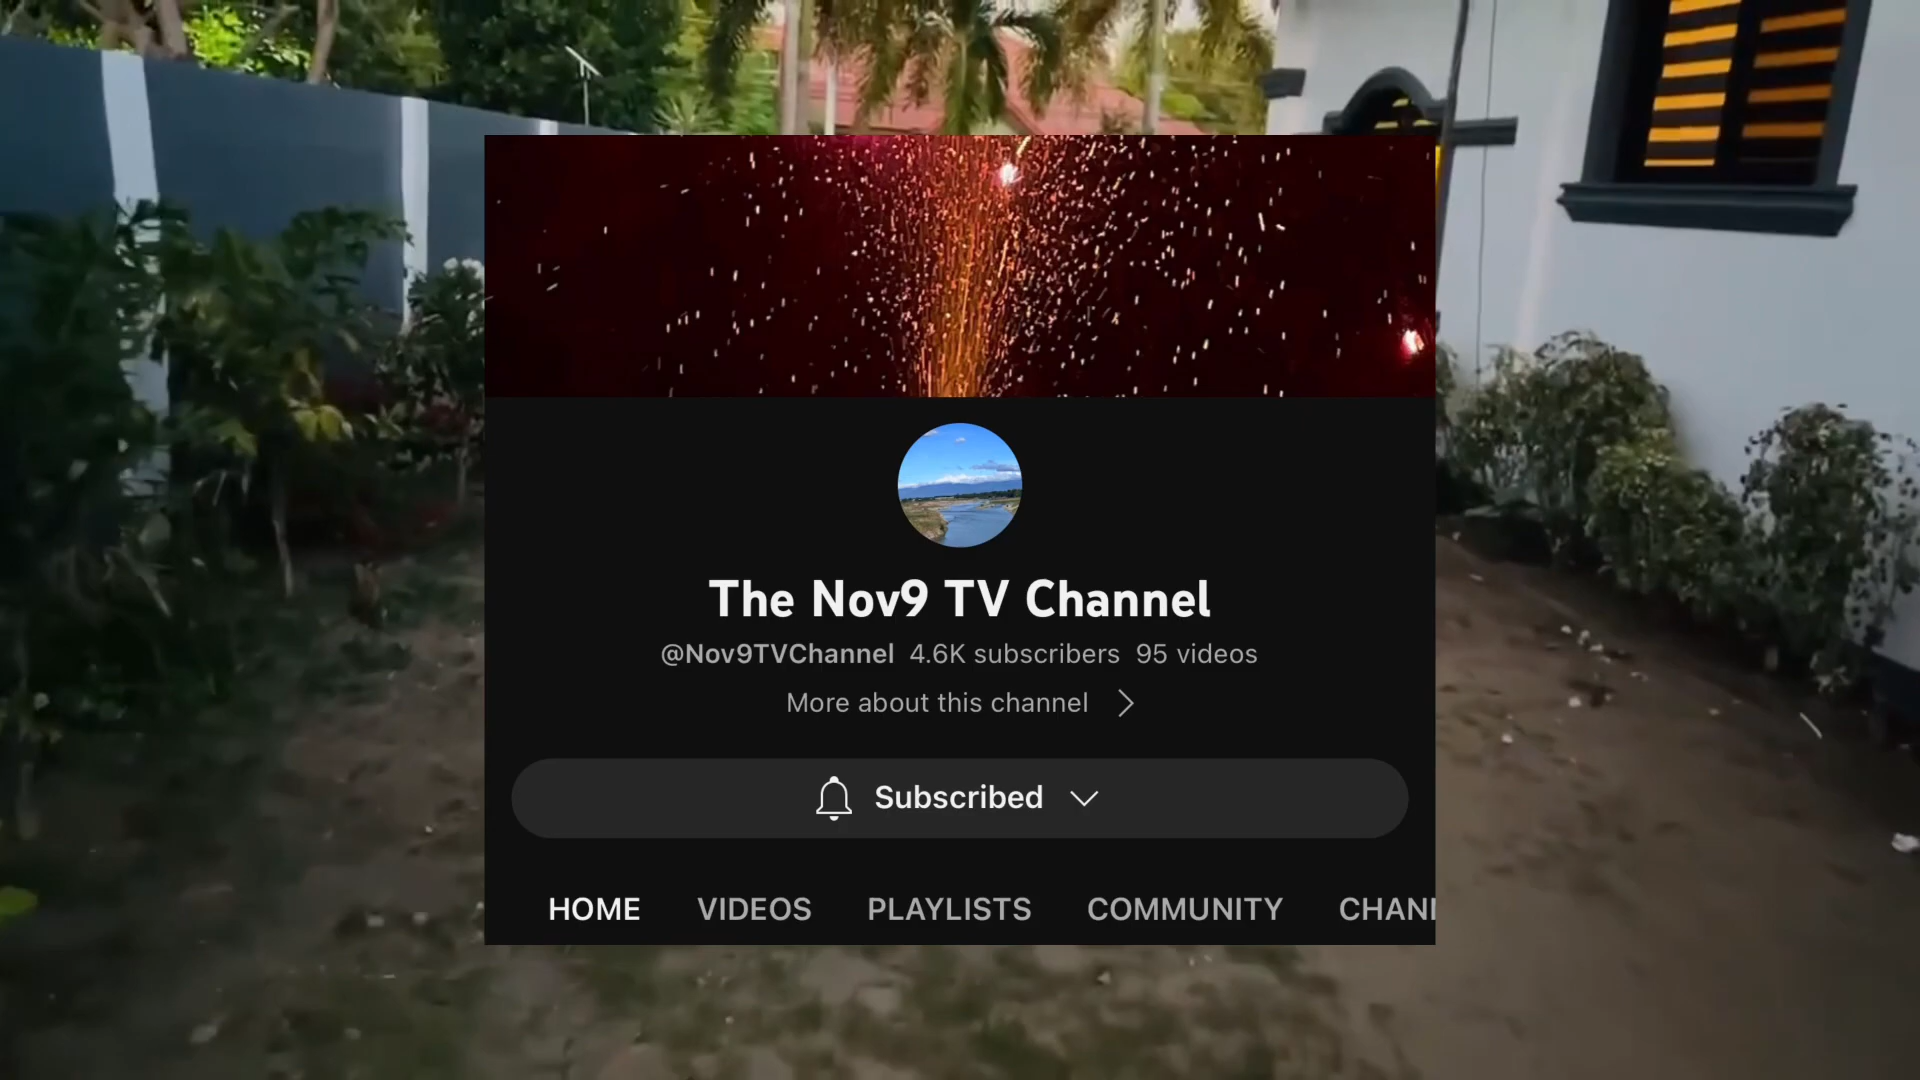 The Nov9 TV Channel
@Nov9TVChannel 4.6K subscribers 95 videos
More about this channel
Subscribed
HOME VIDEOS PLAYLISTS COMMUNITY CHAN